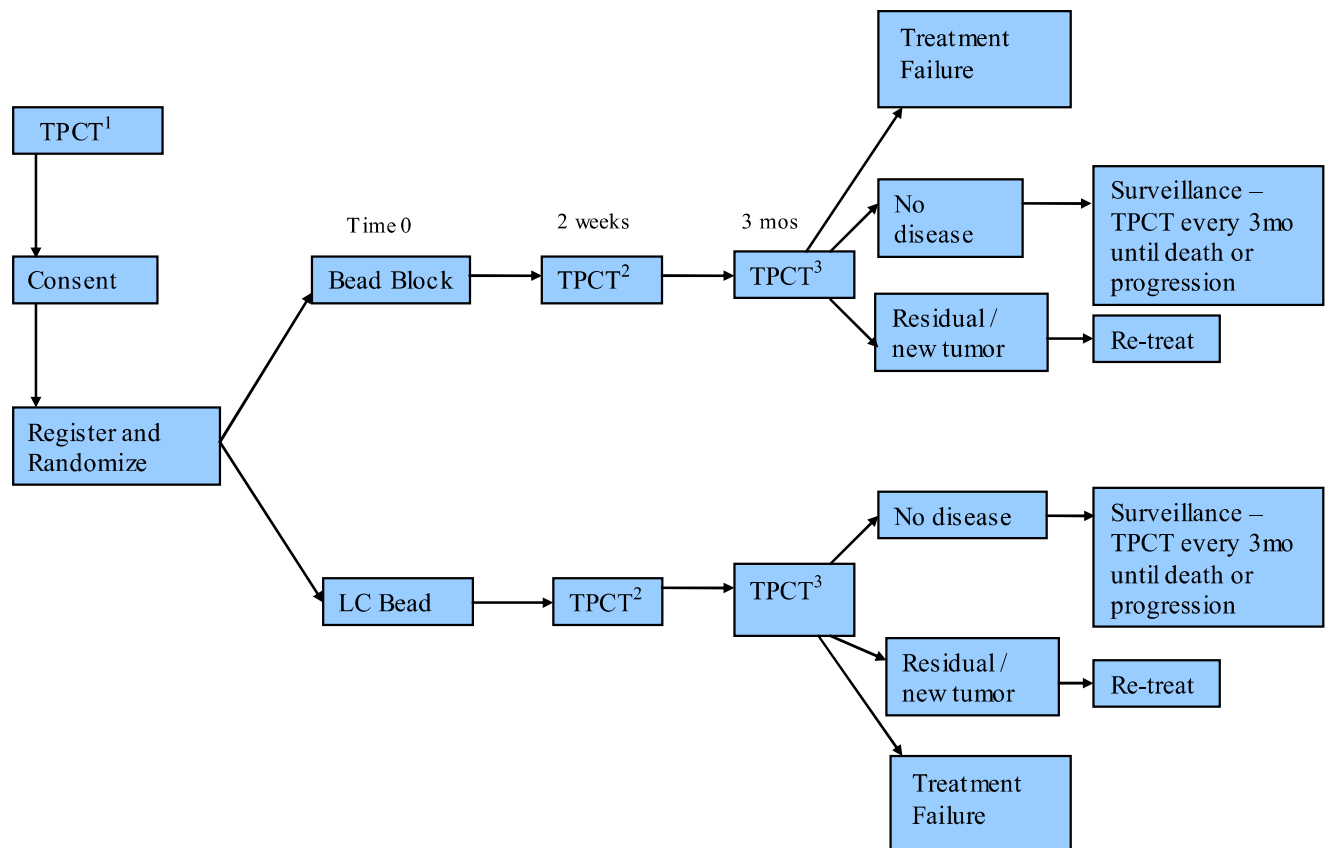 Treatment
Failure
TPCT¹
Surveillance –
TPCT every 3mo
until death or
progression
No
disease
Time 0
2 weeks
3 mos
Consent
Bead Block
TPCT²
TPCT³
Residual /
new tumor
Re-treat
Register and
Randomize
No disease
Surveillance –
TPCT every 3mo
until death or
progression
LC Bead
TPCT²
TPCT³
Residual /
new tumor
Re-treat
Treatment
Failure